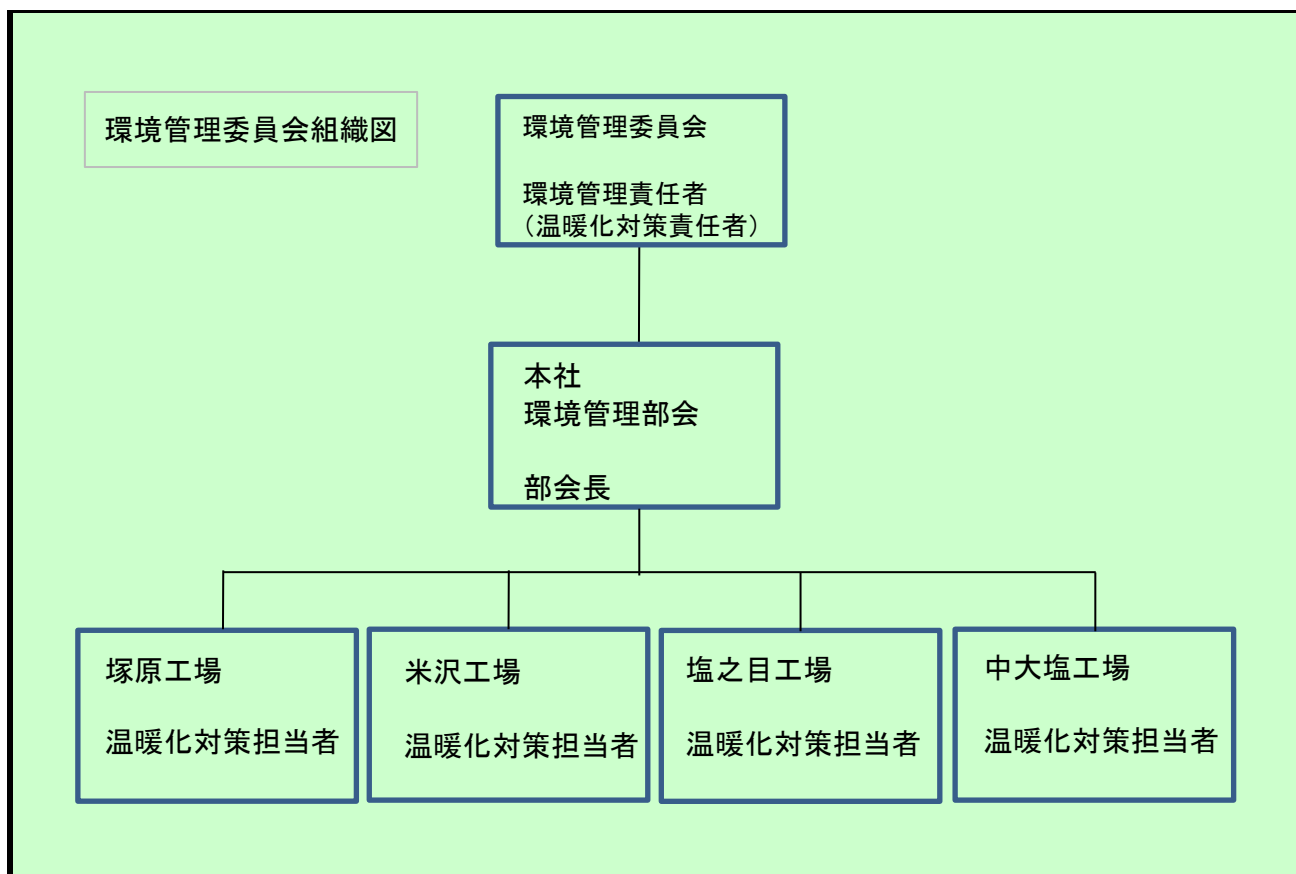 環境管理委員会組織図
環境管理委員会
環境管理責任者
（温暖化対策責任者）
本社
環境管理部会
部会長
塚原工場
温暖化対策担当者
米沢工場
温暖化対策担当者
塩之目工場
温暖化対策担当者
中大塩工場
温暖化対策担当者